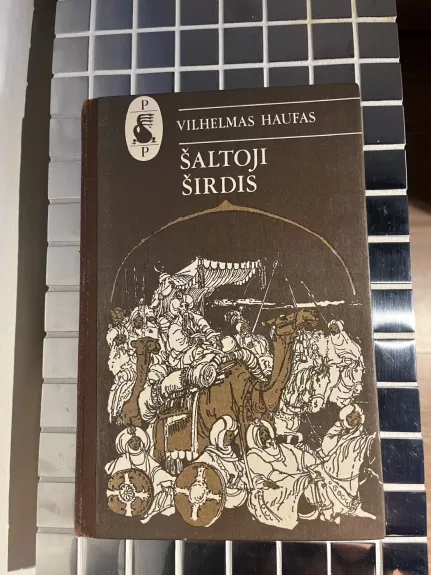 P
P
VILHELMAS HAUFAS
ŠALTOJI
ŠIRDIS